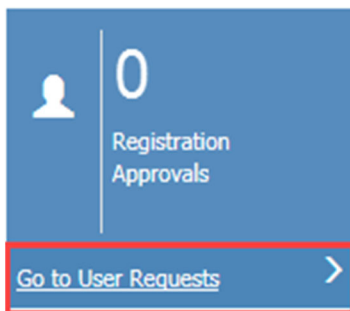 0
Registration
Approvals
Go to User Requests